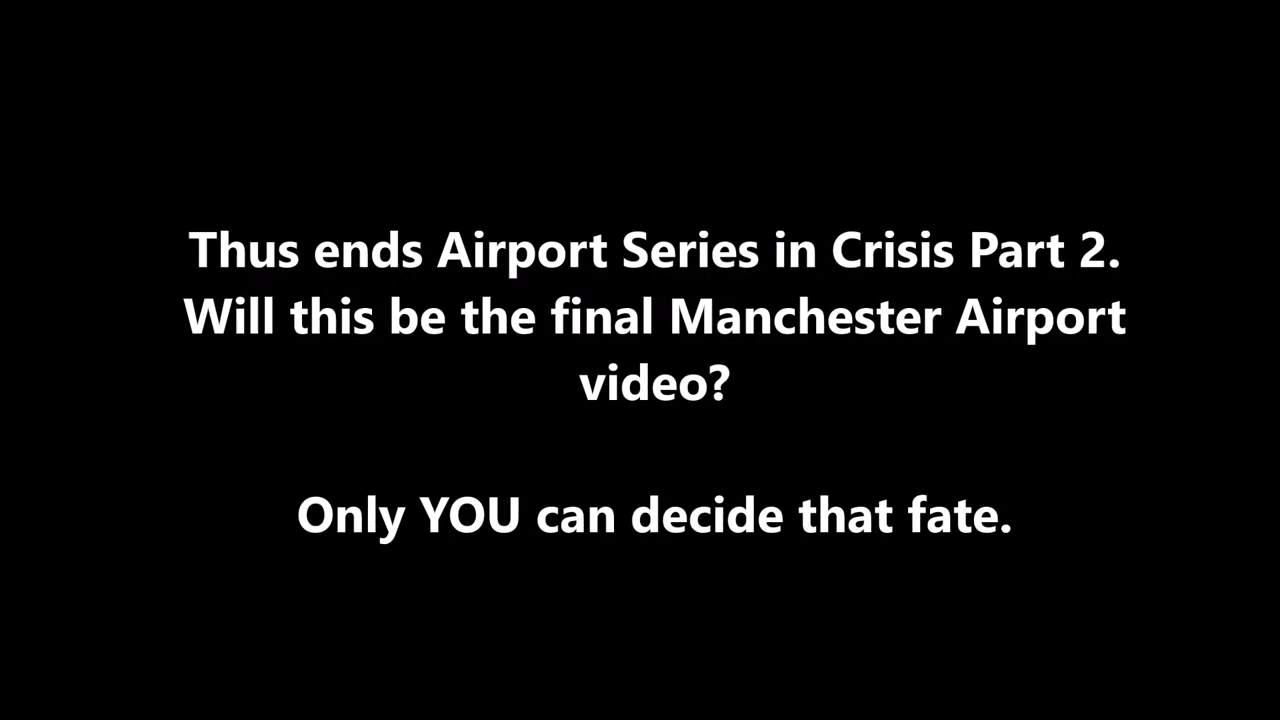 Thus ends Airport Series in Crisis Part 2.
Will this be the final Manchester Airport
video?
Only YOU can decide that fate.